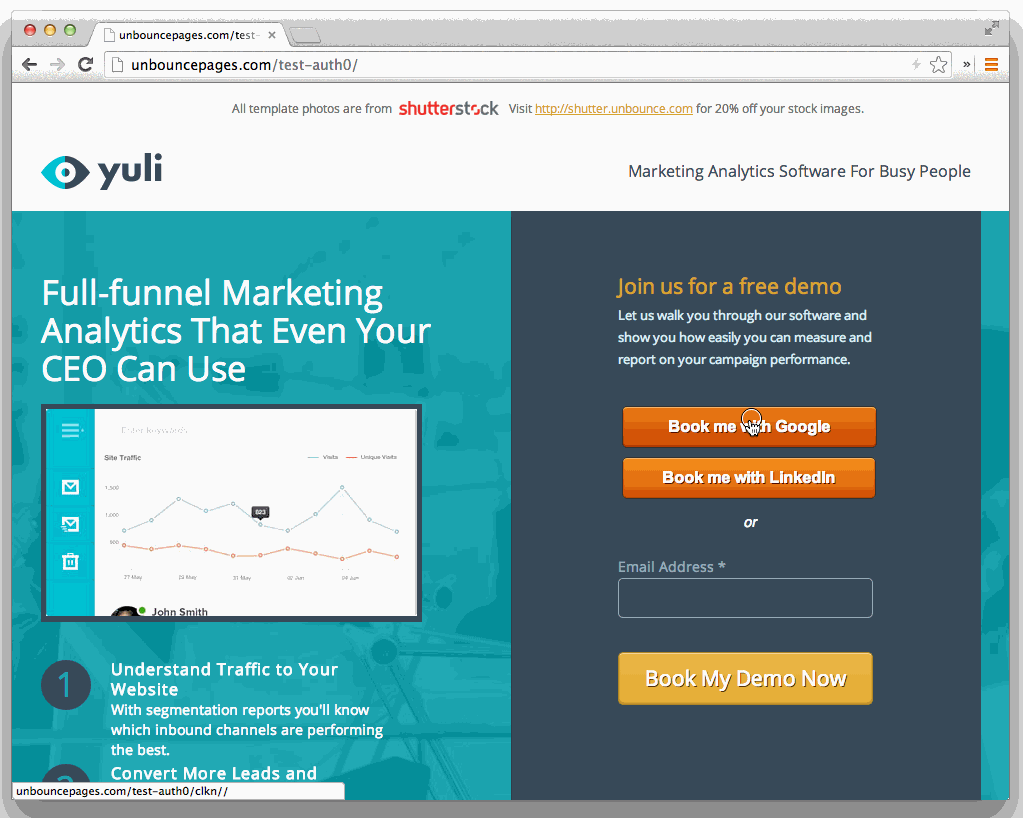 unbouncepages.com/test-
unbouncepages.com/test-auth0/
All template photos are from shutterstock Visit http://shutter.unbounce.com for 20% off your stock images.
yuli
Marketing Analytics Software For Busy People
Full-funnel Marketing
Analytics That Even Your
CEO Can Use
Enter keywords
Site Traffic
Visits
Unique Visits
1,500
1,000
500
823
27 May
29 May
31 May
02 Jun
04 Jun
John Smith
1
Understand Traffic to Your
Website
With segmentation reports you'll know
which inbound channels are performing
the best.
2
Convert More Leads and
Join us for a free demo
Let us walk you through our software and
show you how easily you can measure and
report on your campaign performance.
Book me with Google
Book me with LinkedIn
or
Email Address *
Book My Demo Now
unbouncepages.com/test-auth0/clkn//